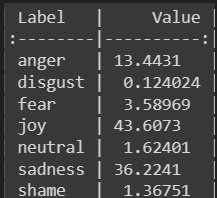 Label | Value
:--------|----------:
anger | 13.4431
disgust | 0.124024
fear | 3.58969
joy | 43.6073
neutral | 1.62401
sadness | 36.2241
shame | 1.36751